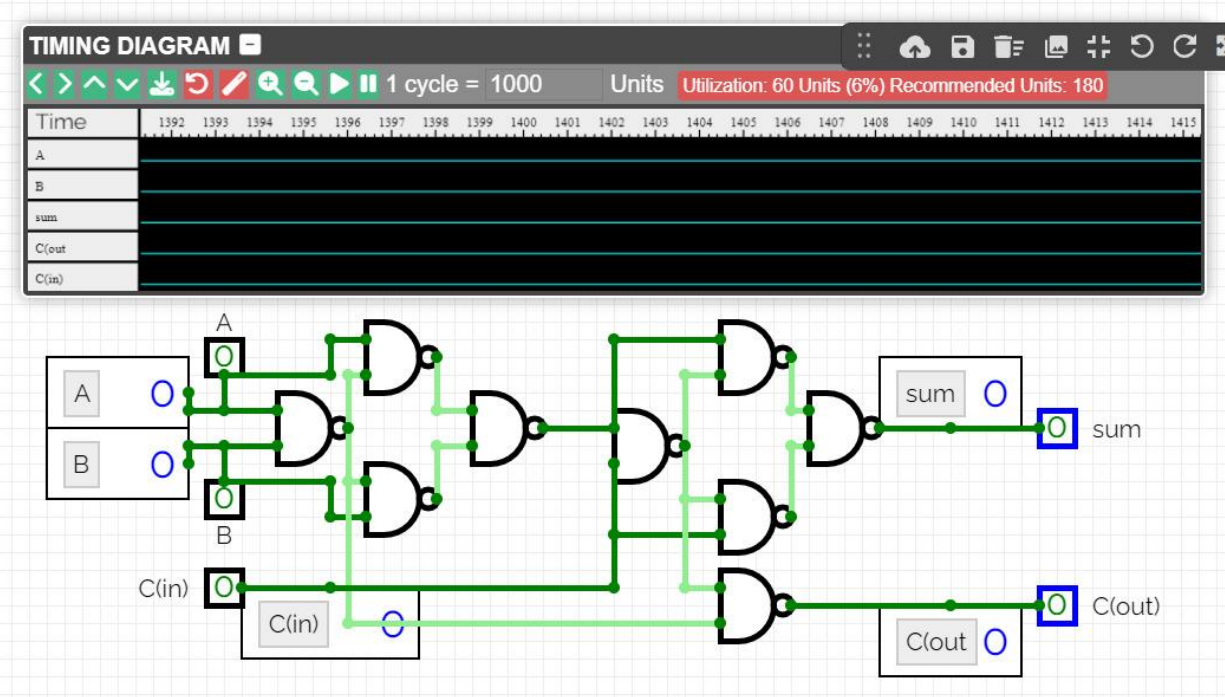 TIMING DIAGRAM
1 cycle = 1000 Units Utilization: 60 Units (6%) Recommended Units: 180
Time 1392 1393 1394 1395 1396 1397 1398 1399 1400 1401 1402 1403 1404 1405 1406 1407 1408 1409 1410 1411 1412 1413 1414 1415
A
B
sum
C(out
C(in)
A
0
A 0
B 0
0
B
sum 0
0 sum
C(in) 0
C(in) 0
0 C(out)
C(out 0